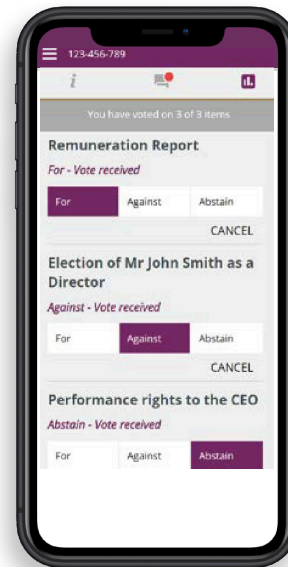 123-456-789
i
You have voted on 3 of 3 items
Remuneration Report
For - Vote received
For Against Abstain
CANCEL
Election of Mr John Smith as a
Director
Against - Vote received
For Against Abstain
CANCEL
Performance rights to the CEO
Abstain - Vote received
For Against Abstain